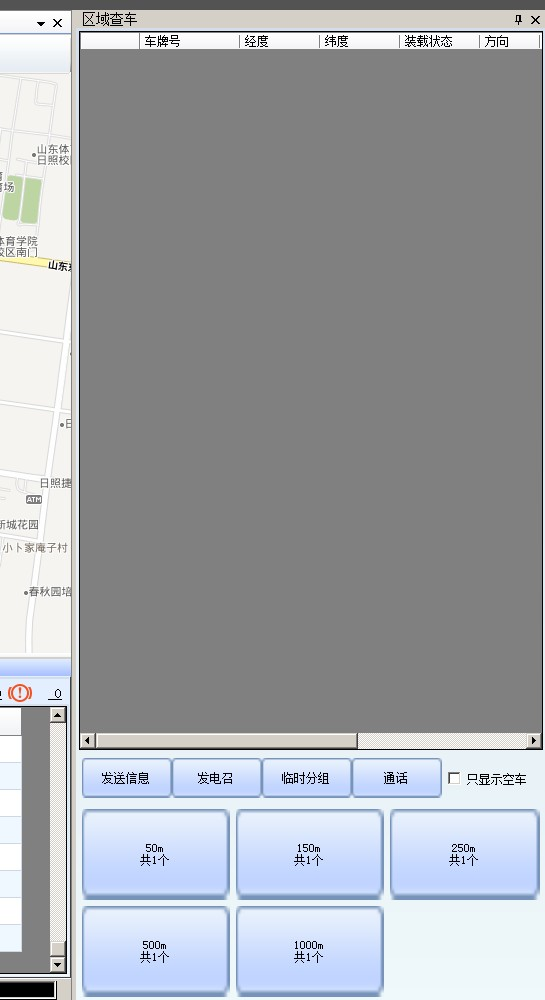 区域查车
车牌号 经度 纬度 装载状态 方向
山东体
日照校
育场
体育学院
校区南门
山东
日照捷
ATM
新城花园
小卜家庵子村
春秋园培
0
发送信息 发电召 临时分组 通话 只显示空车
50m
共1个
150m
共1个
250m
共1个
500m
共1个
1000m
共1个